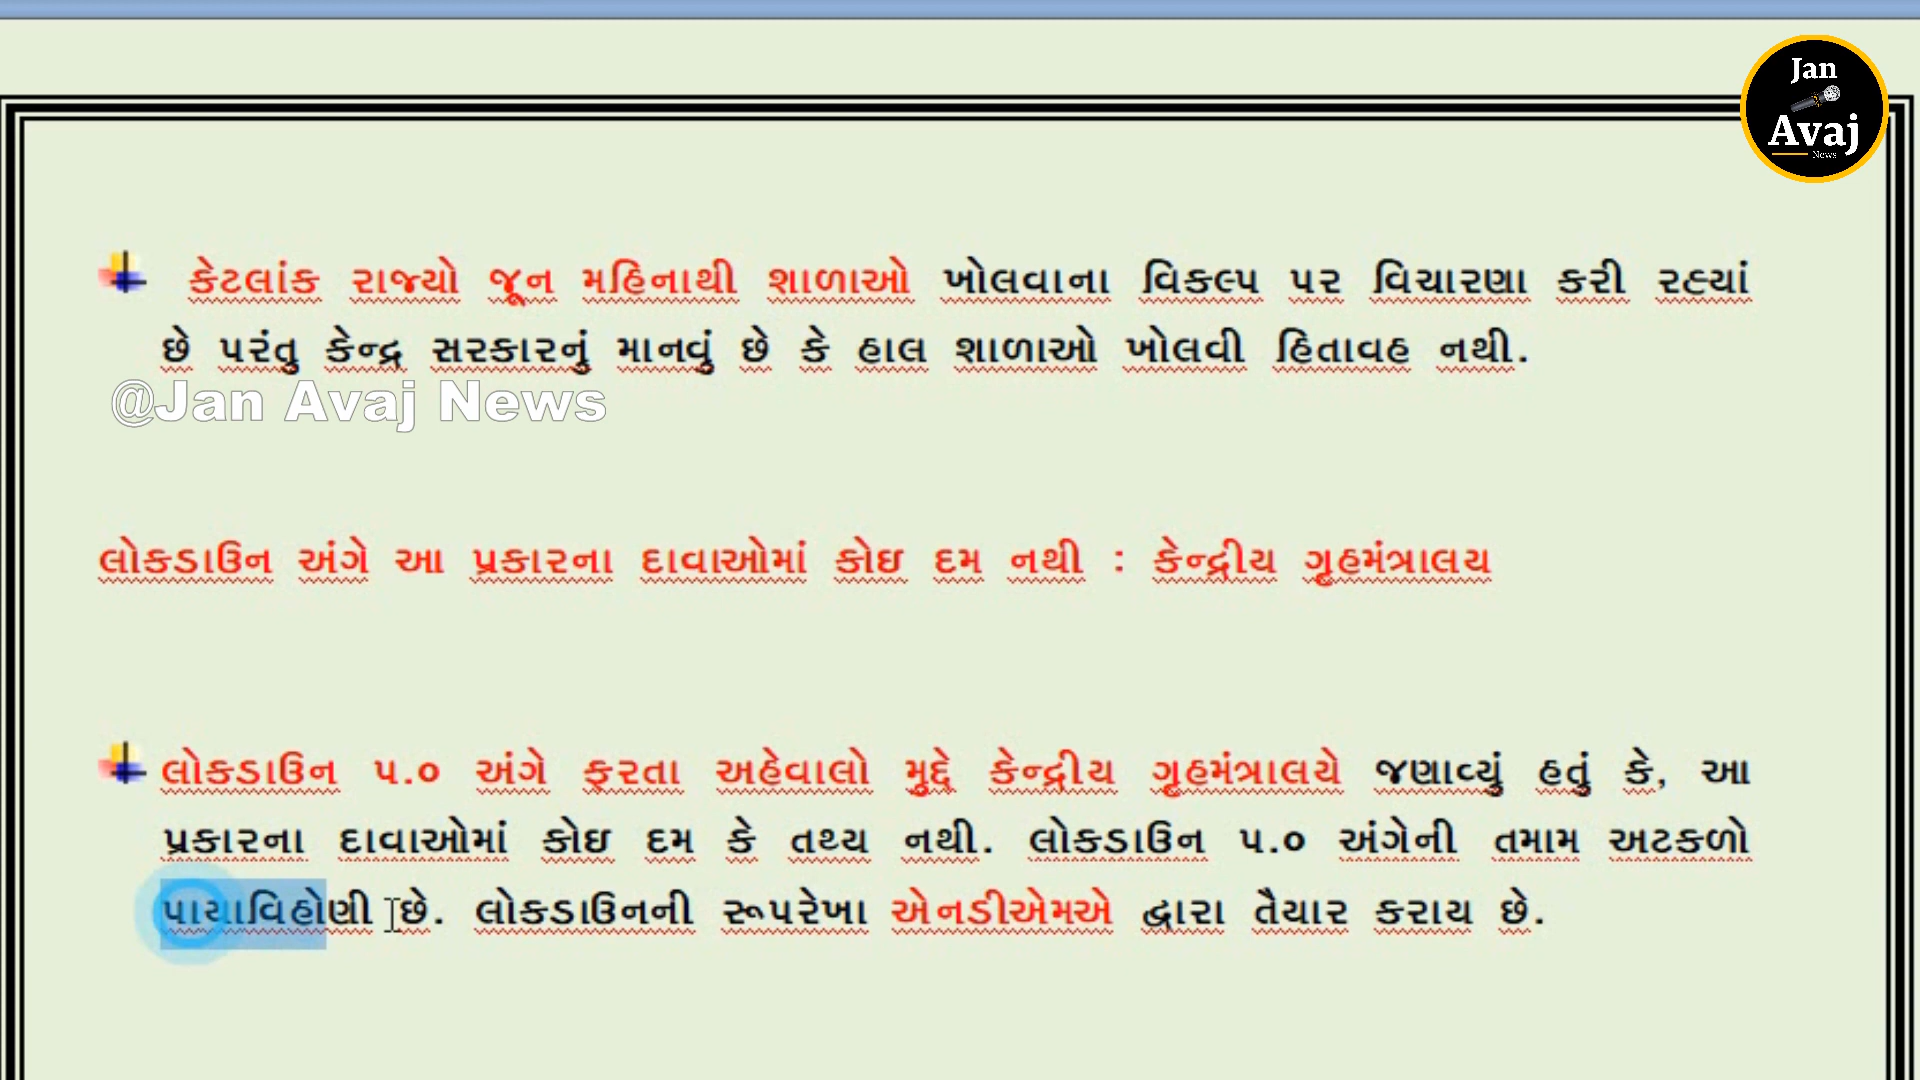 Jan
Avaj
News
કેટલાંક રાજ્યો જૂન મહિનાથી શાળાઓ ખોલવાના વિકલ્પ પર વિચારણા કરી રહ્યાં
છે પરંતુ કેન્દ્ર સરકારનું માનવું છે કે હાલ શાળાઓ ખોલવી હિતાવહ નથી.
@Jan Avaj News
લોકડાઉન અંગે આ પ્રકારના દાવાઓમાં કોઇ દમ નથી : કેન્દ્રીય ગૃહમંત્રાલય
લોકડાઉન ૫.૦ અંગે ફરતા અહેવાલો મુદ્દે કેન્દ્રીય ગૃહમંત્રાલયે જણાવ્યું હતું કે, આ
પ્રકારના દાવાઓમાં કોઇ દમ કે તથ્ય નથી. લોકડાઉન ૫.૦ અંગેની તમામ અટકળો
પાયાવિહોણી છે. લોકડાઉનની રૂપરેખા એનડીએમએ દ્વારા તૈયાર કરાય છે.